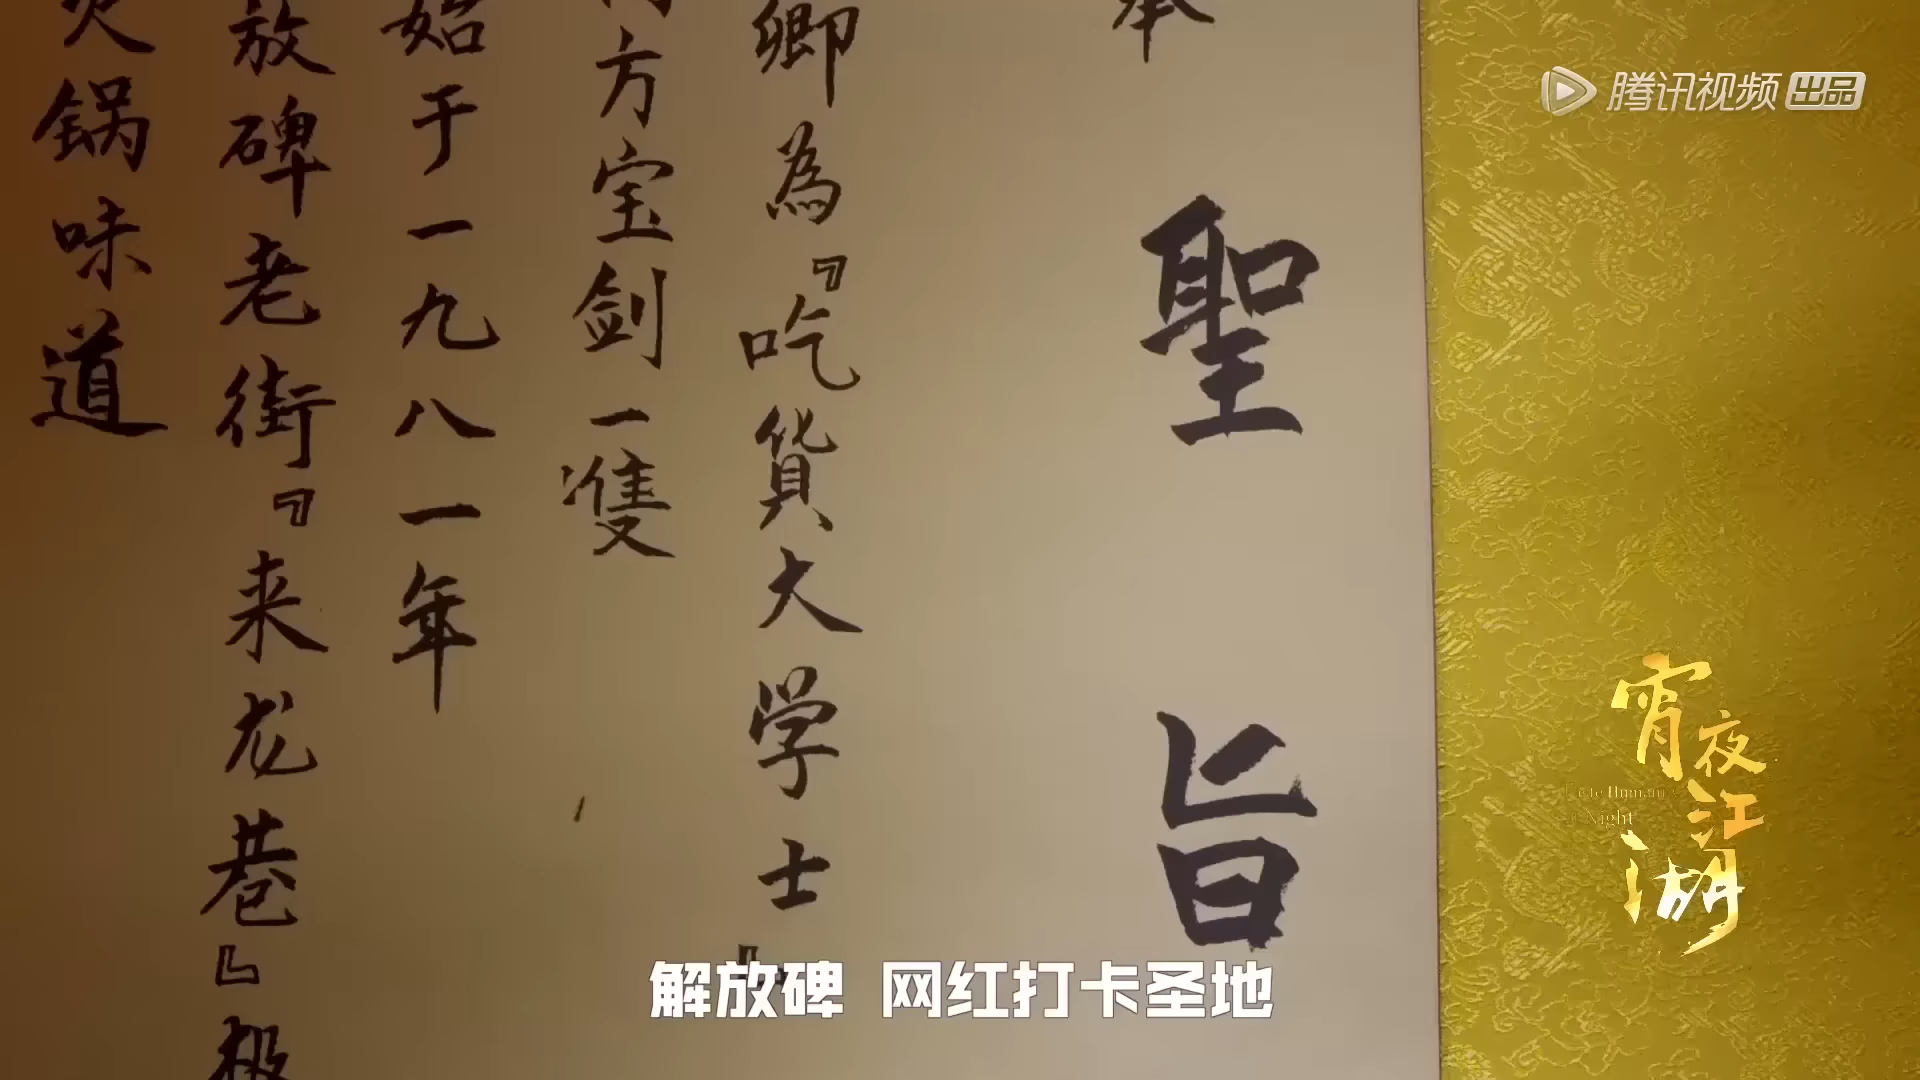 腾讯视频 出品
聖旨
卿為『吃貨大学士』
方宝剑一隻
始于一九八一年
放碑老街『来龙巷』极
火锅味道
宵夜江湖
解放碑 网红打卡圣地